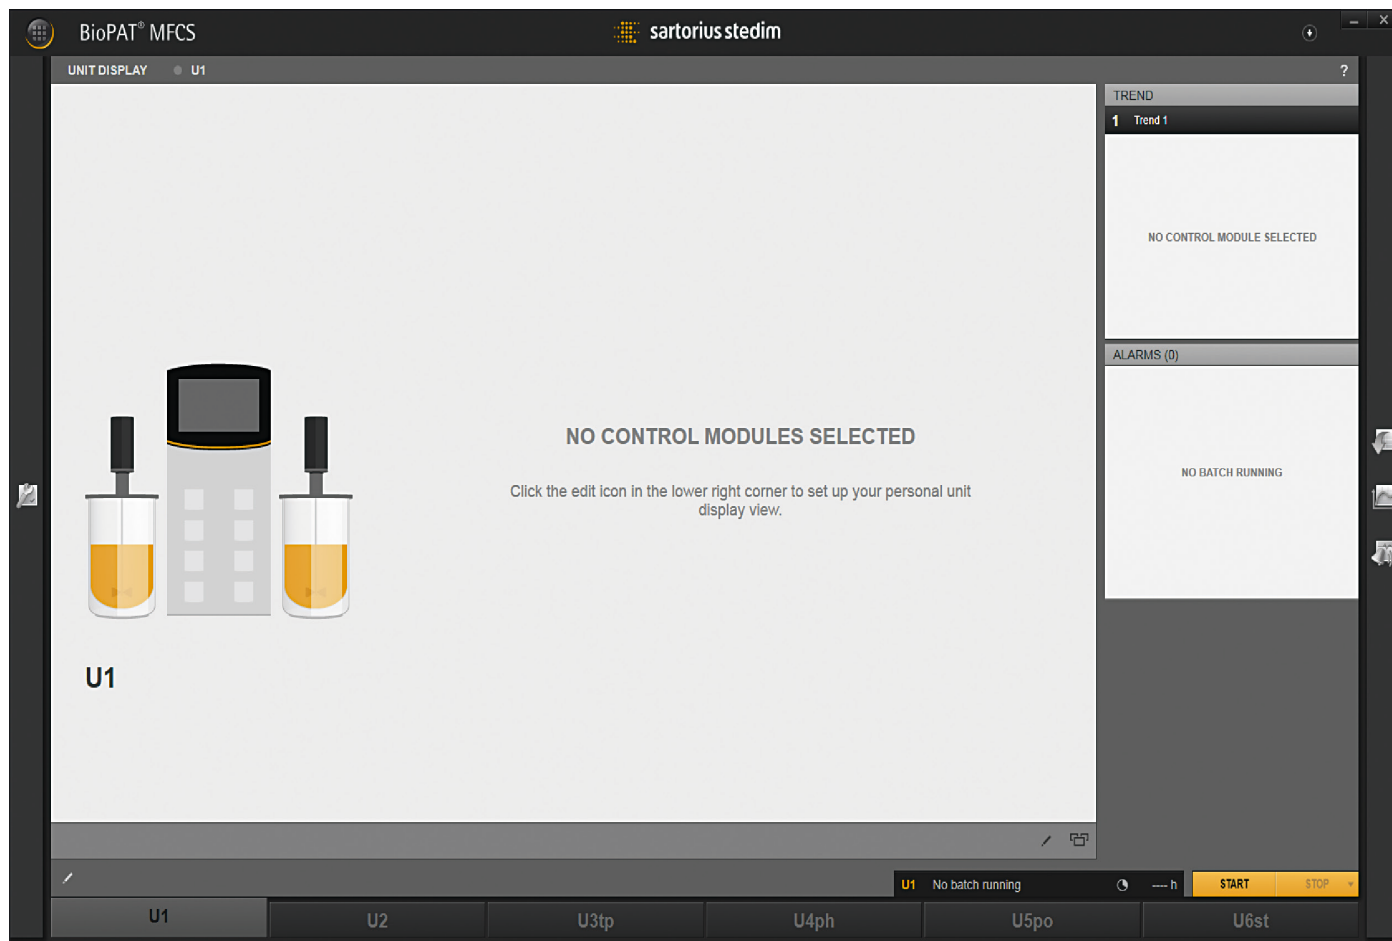 BioPAT® MFCS
sartorius stedim
UNIT DISPLAY
U1
?
TREND
1 Trend 1
NO CONTROL MODULE SELECTED
ALARMS (0)
NO BATCH RUNNING
NO CONTROL MODULES SELECTED
Click the edit icon in the lower right corner to set up your personal unit
display view.
U1
U1 No batch running ---- h START STOP
U1 U2 U3tp U4ph U5po U6st